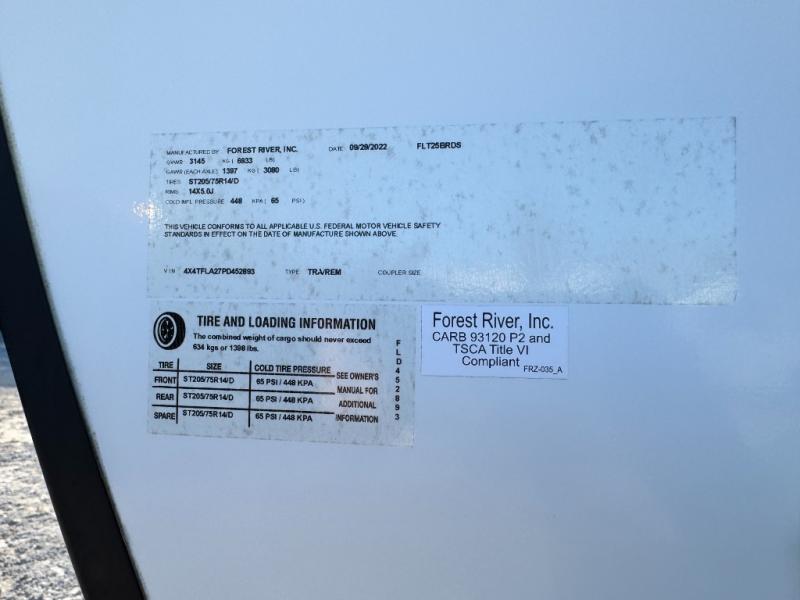 MANUFACTURED BY FOREST RIVER, INC. DATE: 09/29/2022 FLT25BRDS
GVWR 3145 KG ( 6933 LB)
GAWR (EACH AXLE) 1397 KG ( 3080 LB)
TIRES ST205/75R14/D
RIMS 14X5.0J
COLD INFL PRESSURE 448 KPA ( 65 PSI)
THIS VEHICLE CONFORMS TO ALL APPLICABLE U.S. FEDERAL MOTOR VEHICLE SAFETY
STANDARDS IN EFFECT ON THE DATE OF MANUFACTURE SHOWN ABOVE.
VIN 4X4TFLA27PD452893 TYPE TRA/REM COUPLER SIZE
TIRE AND LOADING INFORMATION
The combined weight of cargo should never exceed
634 kgs or 1398 lbs.
TIRE SIZE COLD TIRE PRESSURE SEE OWNER'S
FRONT ST205/75R14/D 65 PSI / 448 KPA MANUAL FOR
REAR ST205/75R14/D 65 PSI / 448 KPA ADDITIONAL
SPARE ST205/75R14/D 65 PSI / 448 KPA INFORMATION
FLD452893
Forest River, Inc.
CARB 93120 P2 and
TSCA Title VI
Compliant
FRZ-035_A